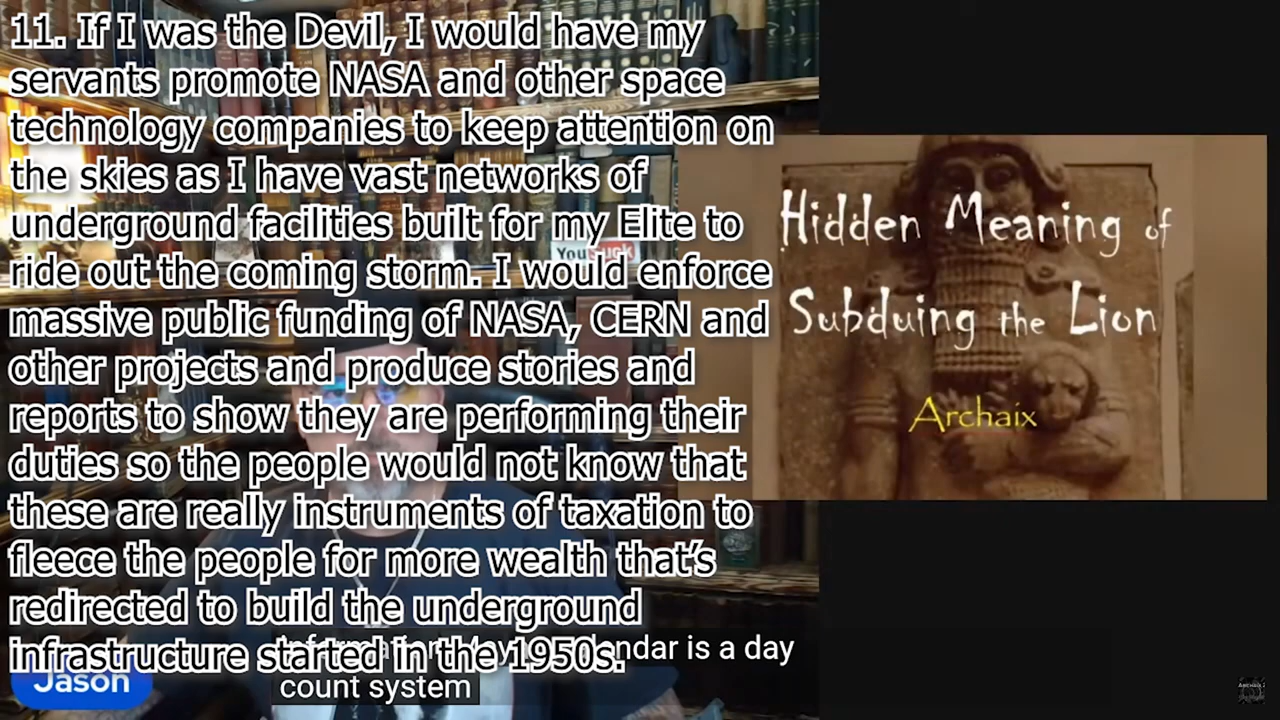 11. If I was the Devil, I would have my
servants promote NASA and other space
technology companies to keep attention on
the skies as I have vast networks of
underground facilities built for my Elite to
ride out the coming storm. I would enforce
massive public funding of NASA, CERN and
other projects and produce stories and
reports to show they are performing their
duties so the people would not know that
these are really instruments of taxation to
fleece the people for more wealth that's
redirected to build the underground
infrastructure started in the 1950s.
Hidden Meaning of
Subduing the Lion
Archaix
is a day
count system
Jason